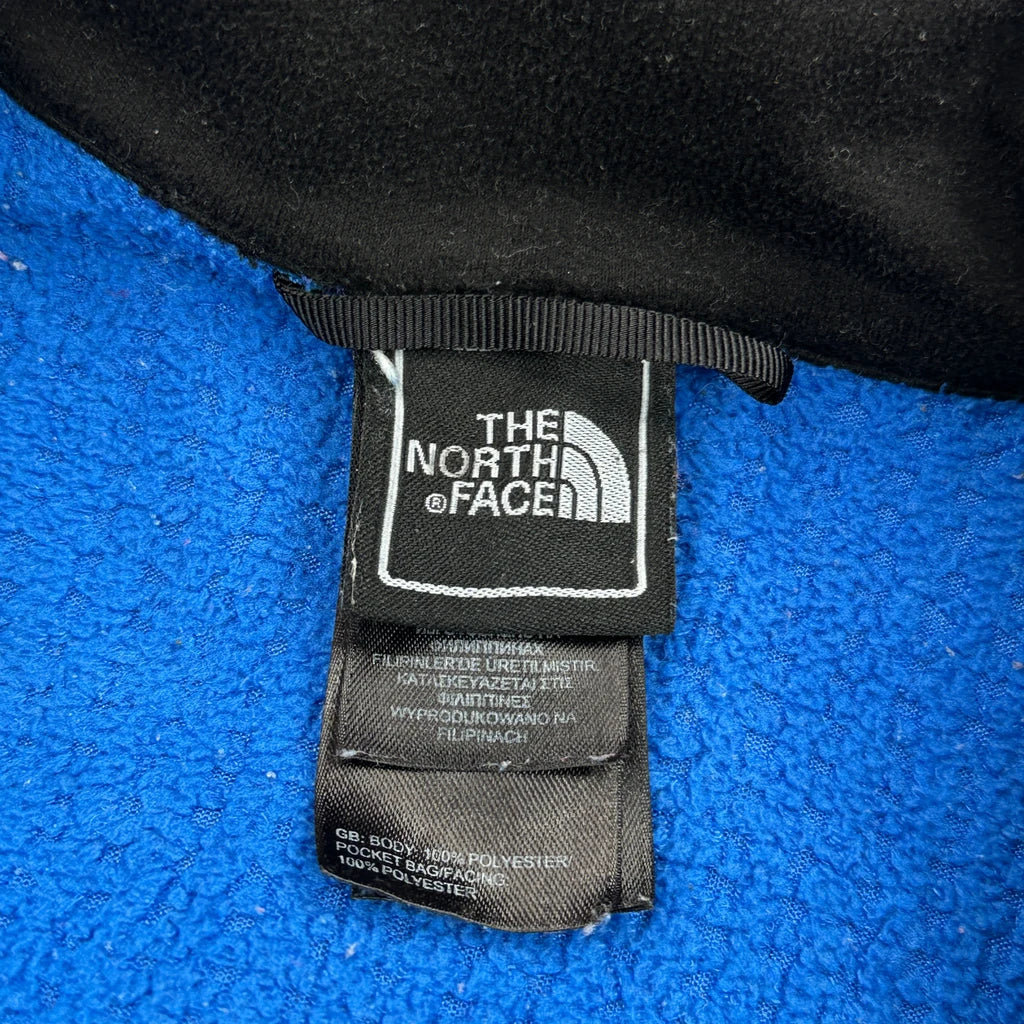 THE
NORTH
® FACE
ФИЛИППИНАХ
FILIPINLER'DE URETILMISTIR.
ΚΑΤΑΣΚΕΥΑΖΕΤΑΙ ΣΤΙΣ
ΦΙΛΙΠΠΙΝΕΣ
WYPRODUKOWANO NA
FILIPINACH
GB: BODY: 100% POLYESTER/
POCKET BAG/FACING:
100% POLYESTER